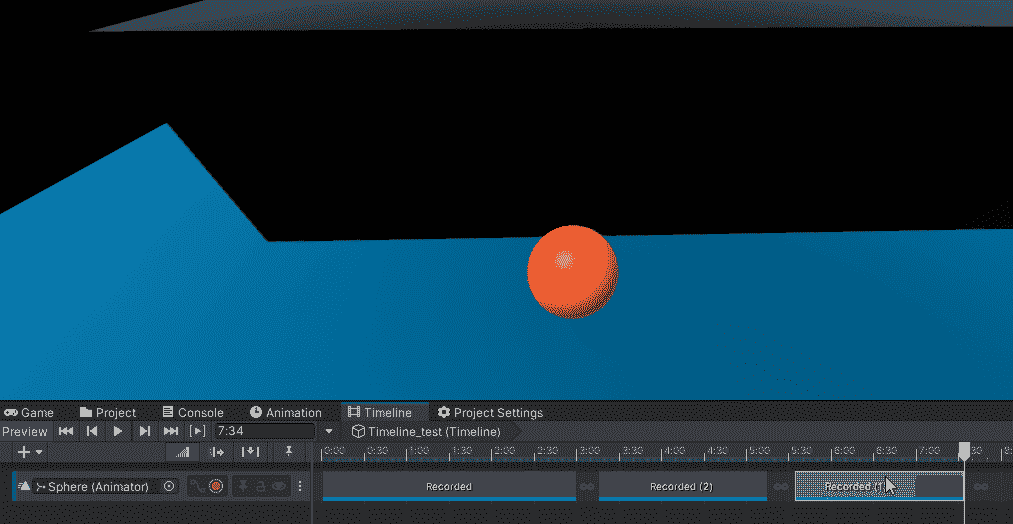 Game Project Console Animation Timeline Project Settings
Preview 7:34 Timeline_test (Timeline)
0:00 0:30 1:00 1:30 2:00 2:30 3:00 3:30 4:00 4:30 5:00 5:30 6:00 6:30 7:00 7:30 8:
Sphere (Animator) Recorded Recorded (2) Recorded (1)